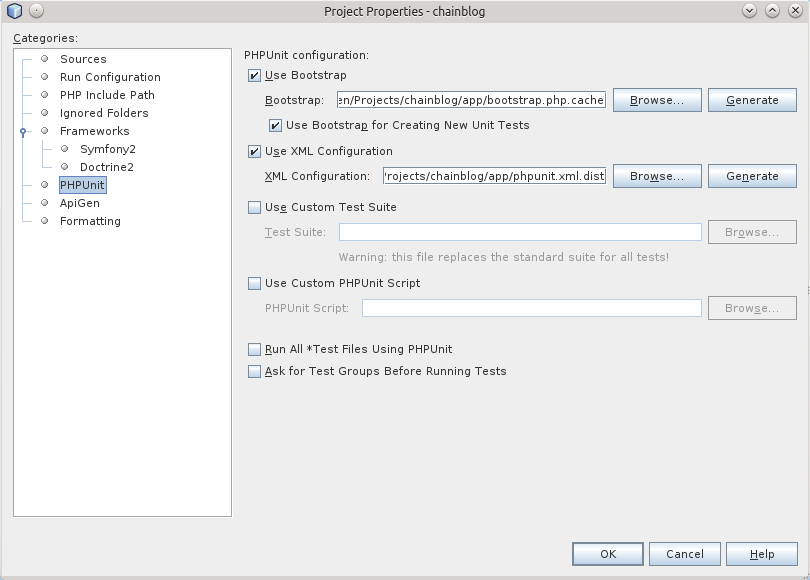 Project Properties - chainblog
Categories:
Sources
Run Configuration
PHP Include Path
Ignored Folders
Frameworks
Symfony2
Doctrine2
PHPUnit
ApiGen
Formatting
PHPUnit configuration:
Use Bootstrap
Bootstrap: en/Projects/chainblog/app/bootstrap.php.cache Browse... Generate
Use Bootstrap for Creating New Unit Tests
Use XML Configuration
XML Configuration: rojects/chainblog/app/phpunit.xml.dist Browse... Generate
Use Custom Test Suite
Test Suite: Browse...
Warning: this file replaces the standard suite for all tests!
Use Custom PHPUnit Script
PHPUnit Script: Browse...
Run All *Test Files Using PHPUnit
Ask for Test Groups Before Running Tests
OK Cancel Help